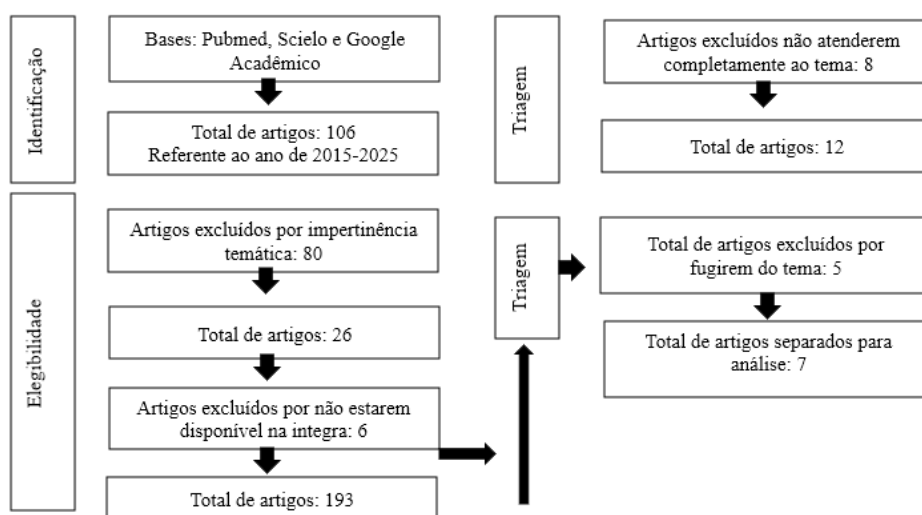 Identificação
Bases: Pubmed, Scielo e Google
Acadêmico
Total de artigos: 106
Referente ao ano de 2015-2025
Elegibilidade
Artigos excluídos por impertinência
temática: 80
Total de artigos: 26
Artigos excluídos por não estarem
disponível na integra: 6
Total de artigos: 193
Triagem
Artigos excluídos não atenderem
completamente ao tema: 8
Total de artigos: 12
Triagem
Total de artigos excluídos por
fugirem do tema: 5
Total de artigos separados para
análise: 7